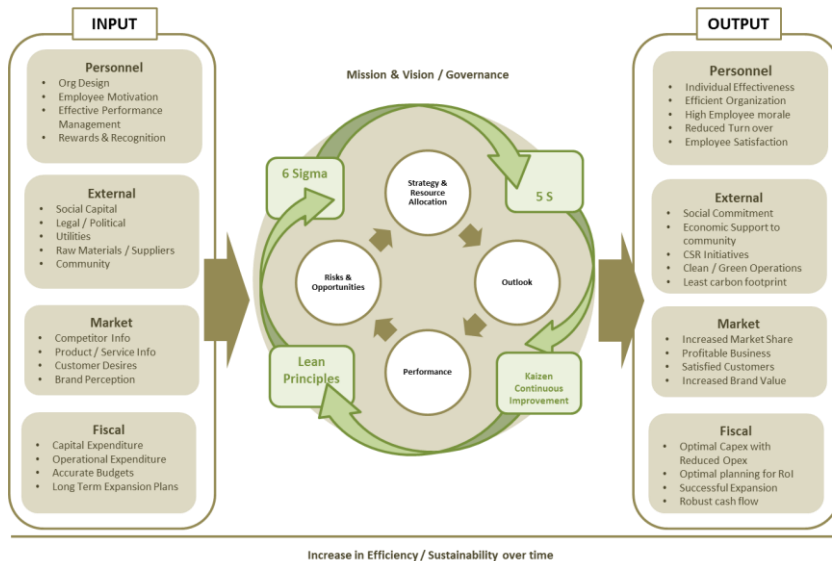 INPUT
Personnel
• Org Design
• Employee Motivation
• Effective Performance
Management
• Rewards & Recognition
External
• Social Capital
• Legal / Political
• Utilities
• Raw Materials / Suppliers
• Community
Market
• Competitor Info
• Product / Service Info
• Customer Desires
• Brand Perception
Fiscal
• Capital Expenditure
• Operational Expenditure
• Accurate Budgets
• Long Term Expansion Plans
Mission & Vision / Governance
6 Sigma
5 S
Strategy &
Resource
Allocation
Risks &
Opportunities
Outlook
Performance
Lean
Principles
Kaizen
Continuous
Improvement
OUTPUT
Personnel
• Individual Effectiveness
• Efficient Organization
• High Employee morale
• Reduced Turn over
• Employee Satisfaction
External
• Social Commitment
• Economic Support to
community
• CSR Initiatives
• Clean / Green Operations
• Least carbon footprint
Market
• Increased Market Share
• Profitable Business
• Satisfied Customers
• Increased Brand Value
Fiscal
• Optimal Capex with
Reduced Opex
• Optimal planning for RoI
• Successful Expansion
• Robust cash flow
Increase in Efficiency / Sustainability over time